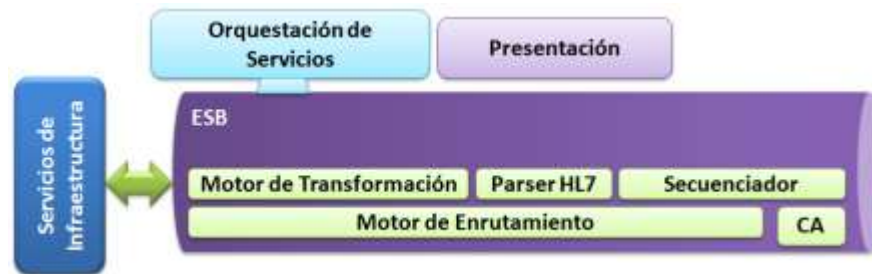 Orquestación de
Servicios
Presentación
Servicios de
Infraestructura
ESB
Motor de Transformación
Parser HL7
Secuenciador
Motor de Enrutamiento
CA